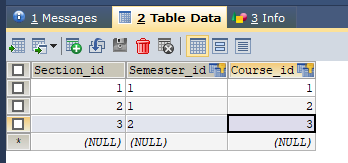 1 Messages 2 Table Data 3 Info
Section_id Semester_id Course_id
1 1 1
2 1 2
3 2 3
* (NULL) (NULL) (NULL)